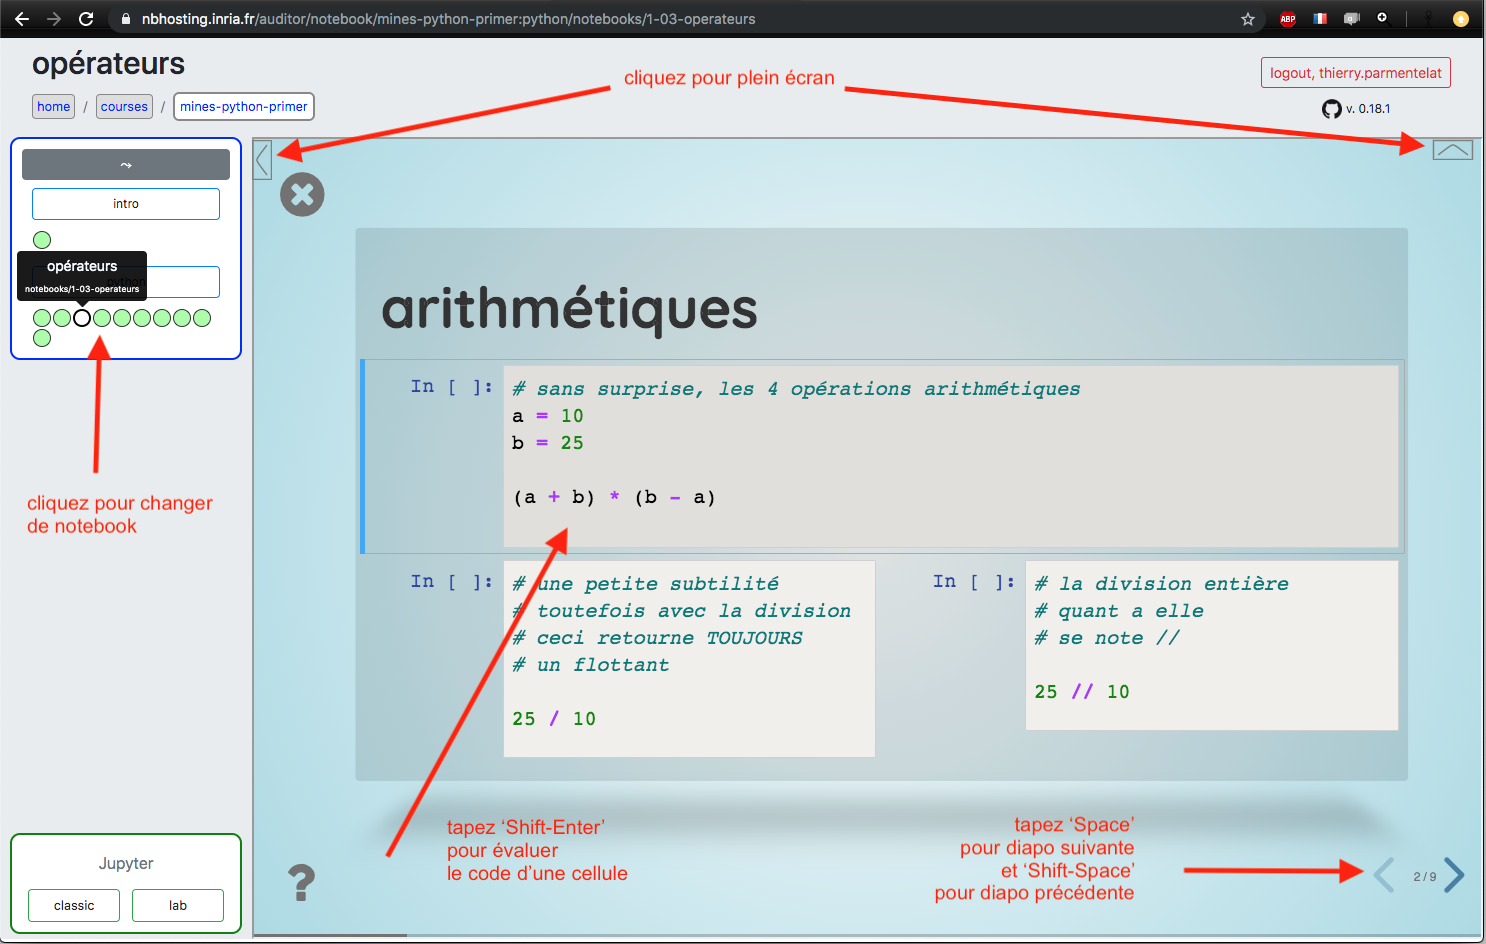 nbhosting.inria.fr/auditor/notebook/mines-python-primer:python/notebooks/1-03-operateurs
ABP
opérateurs
cliquez pour plein écran
logout, thierry.parmentelat
home / courses / mines-python-primer
v. 0.18.1
intro
opérateurs
notebooks/1-03-operateurs
cliquez pour changer
de notebook
arithmétiques
In [ ]:
# sans surprise, les 4 opérations arithmétiques
a = 10
b = 25
(a + b) * (b - a)
In [ ]:
# une petite subtilité
# toutefois avec la division
# ceci retourne TOUJOURS
# un flottant
25 / 10
In [ ]:
# la division entière
# quant a elle
# se note //
25 // 10
tapez ‘Shift-Enter’
pour évaluer
le code d’une cellule
tapez ‘Space’
pour diapo suivante
et ‘Shift-Space’
pour diapo précédente
?
2 / 9
Jupyter
classic
lab